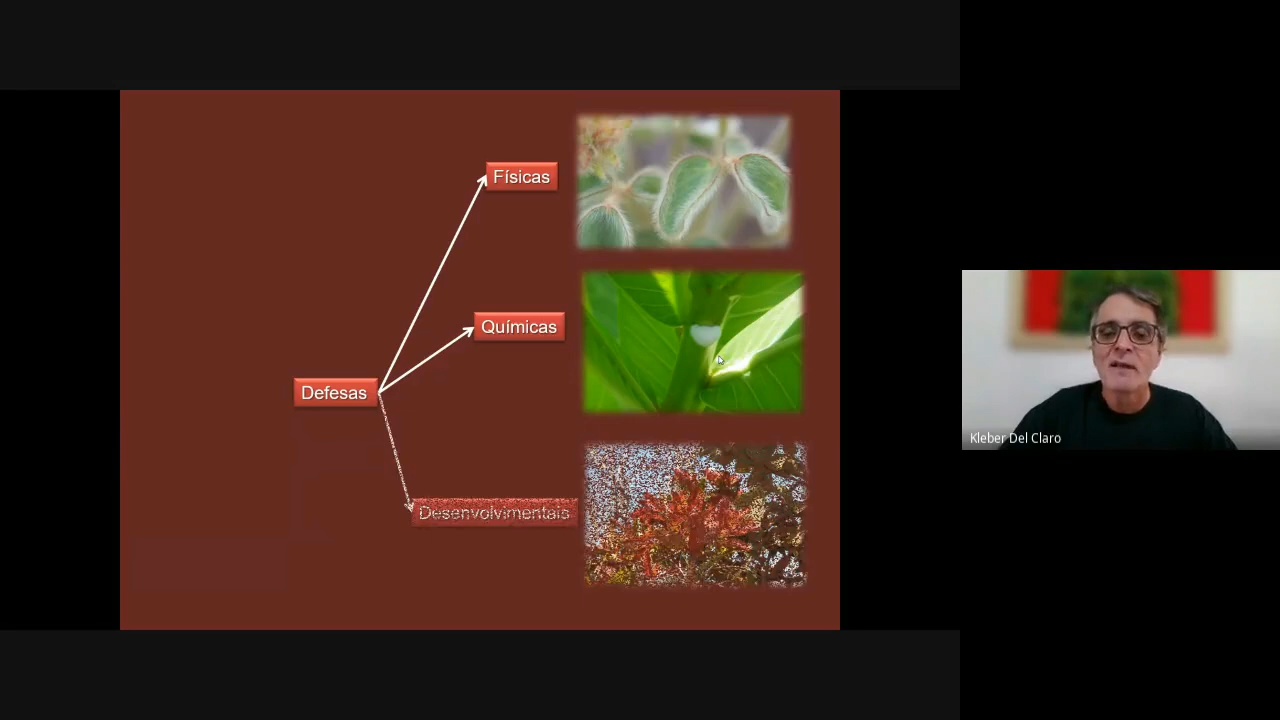 Físicas
Químicas
Defesas
Desenvolvimentais
Kleber Del Claro